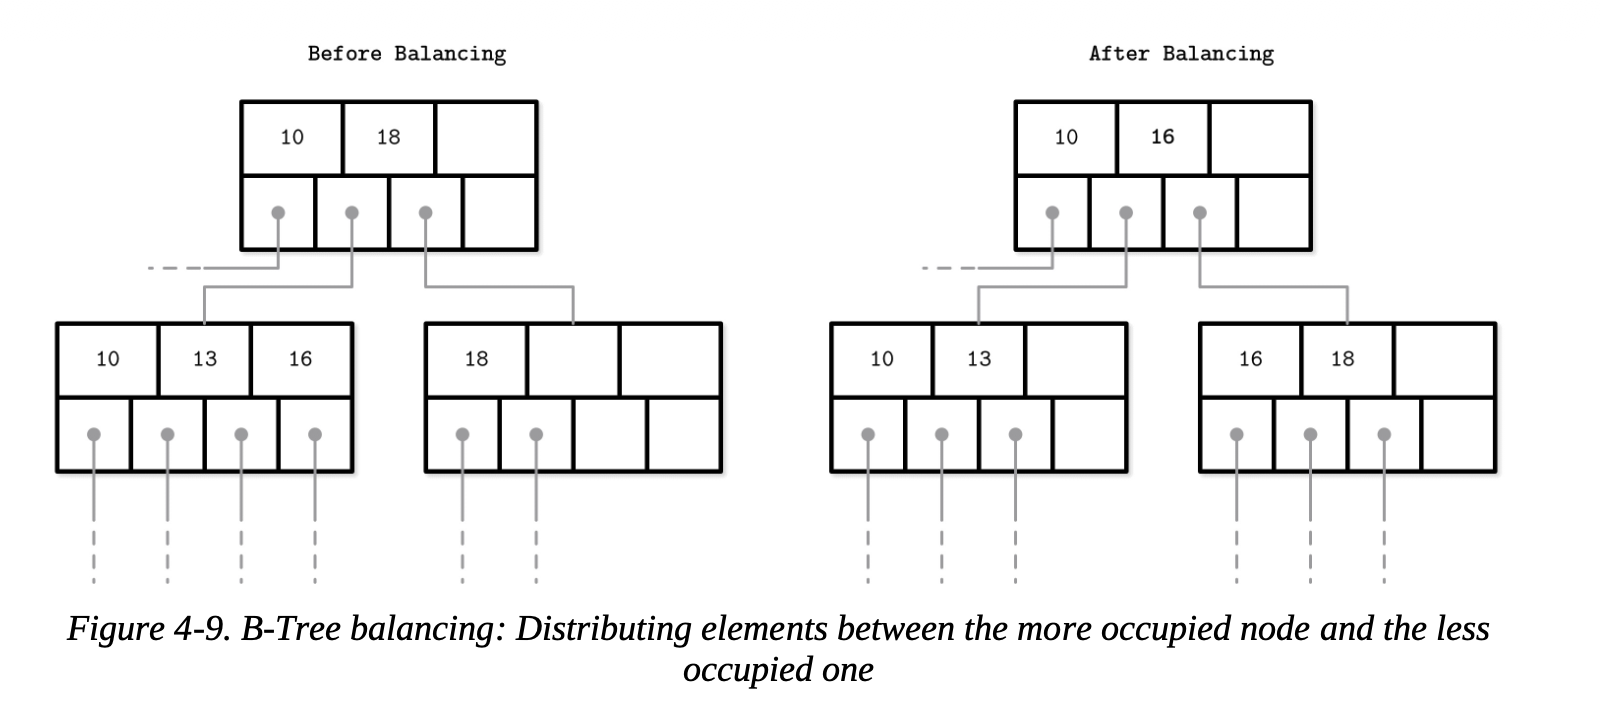 Before Balancing
After Balancing
10 18
10 16
10 13 16
18
10 13
16 18
Figure 4-9. B-Tree balancing: Distributing elements between the more occupied node and the less
occupied one